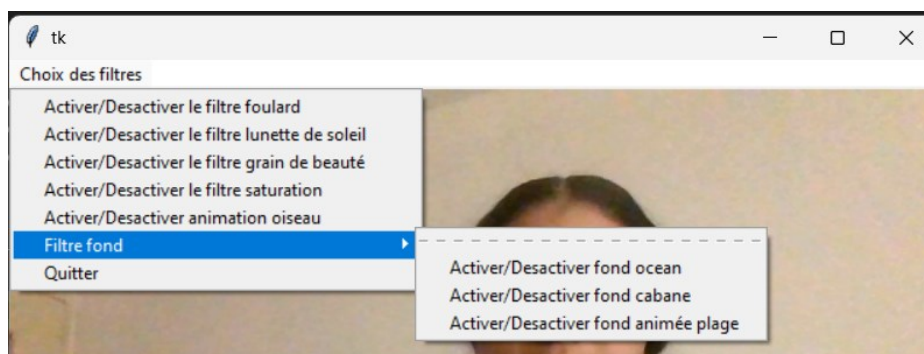 tk
Choix des filtres
Activer/Desactiver le filtre foulard
Activer/Desactiver le filtre lunette de soleil
Activer/Desactiver le filtre grain de beauté
Activer/Desactiver le filtre saturation
Activer/Desactiver animation oiseau
Filtre fond
Quitter
Activer/Desactiver fond ocean
Activer/Desactiver fond cabane
Activer/Desactiver fond animée plage